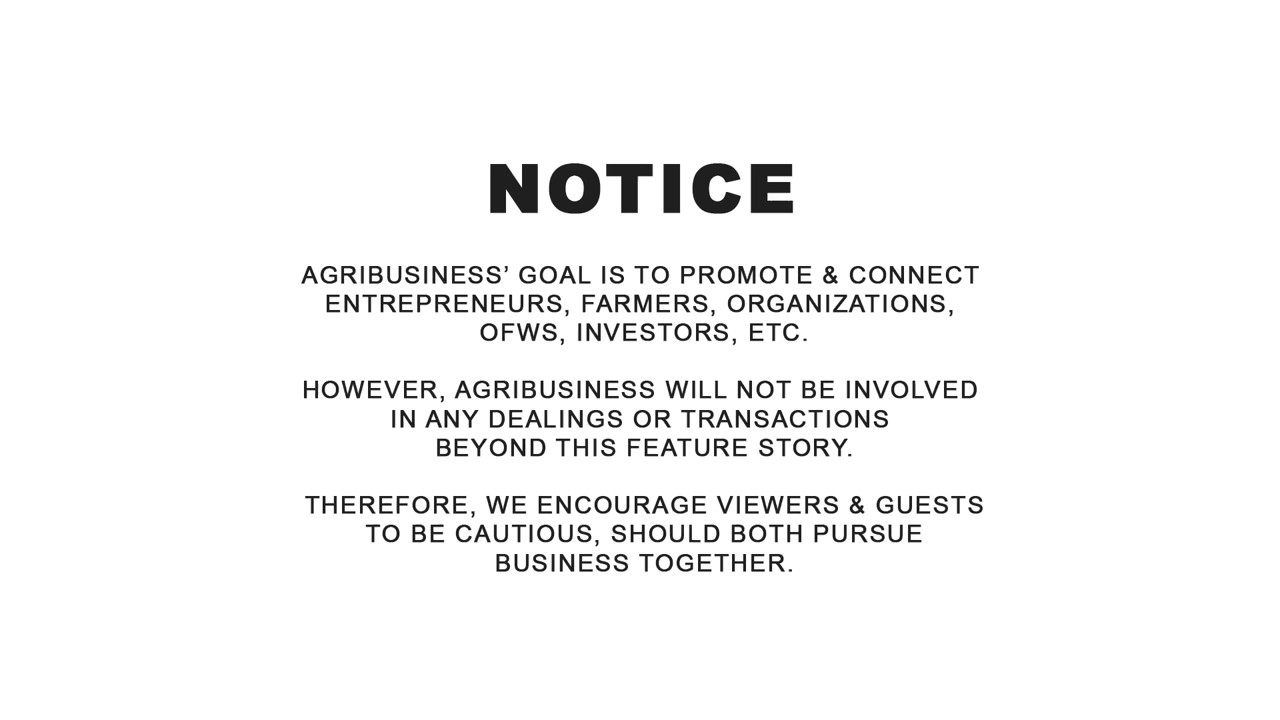 NOTICE
AGRIBUSINESS’ GOAL IS TO PROMOTE & CONNECT
ENTREPRENEURS, FARMERS, ORGANIZATIONS,
OFWS, INVESTORS, ETC.
HOWEVER, AGRIBUSINESS WILL NOT BE INVOLVED
IN ANY DEALINGS OR TRANSACTIONS
BEYOND THIS FEATURE STORY.
THEREFORE, WE ENCOURAGE VIEWERS & GUESTS
TO BE CAUTIOUS, SHOULD BOTH PURSUE
BUSINESS TOGETHER.